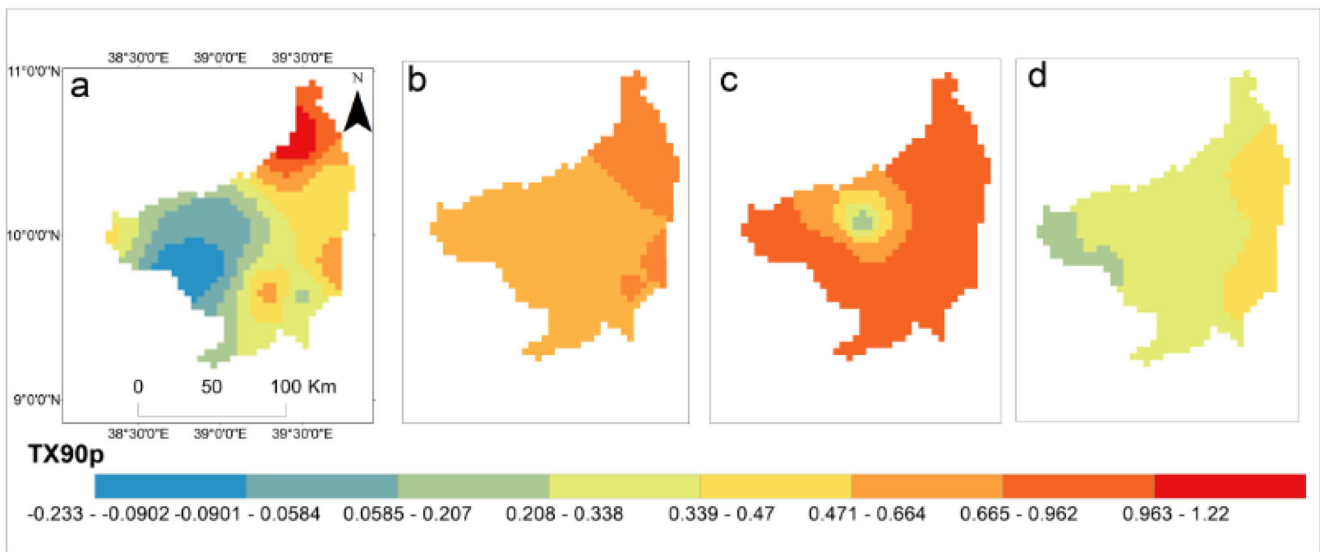 38°30'0"E 39°0'0"E 39°30'0"E
11°0'0"N
a
N
b
c
d
10°0'0"N
0 50 100 Km
9°0'0"N
38°30'0"E 39°0'0"E 39°30'0"E
TX90p
-0.233 - -0.0902 -0.0901 - 0.0584 0.0585 - 0.207 0.208 - 0.338 0.339 - 0.47 0.471 - 0.664 0.665 - 0.962 0.963 - 1.22